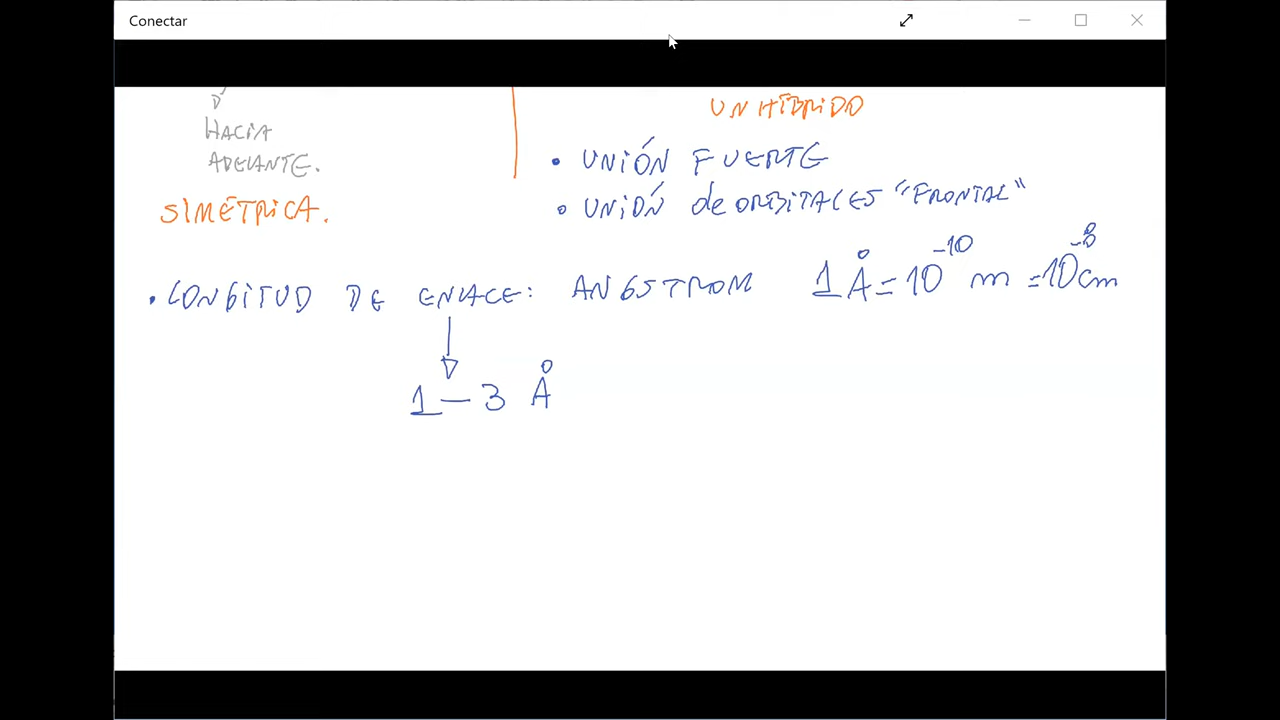 Conectar
UN HÍBRIDO
HACIA
ADELANTE.
• UNIÓN FUERTE
SIMÉTRICA.
• UNIÓN de ORBITALES "FRONTAL"
• LONGITUD DE ENLACE: ANGSTROM 1 Å = 10⁻¹⁰ m = 10⁻⁸ cm
1 — 3 Å